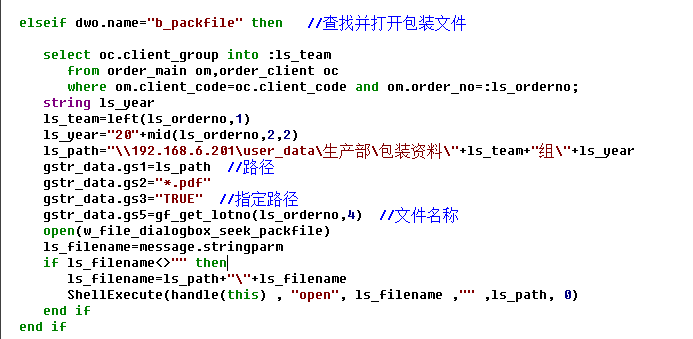 elseif dwo.name="b_packfile" then   //查找并打开包装文件
select oc.client_group into :ls_team
from order_main om,order_client oc
where om.client_code=oc.client_code and om.order_no=:ls_orderno;
string ls_year
ls_team=left(ls_orderno,1)
ls_year="20"+mid(ls_orderno,2,2)
ls_path="\\192.168.6.201\user_data\生产部\包装资料\"+ls_team+"组\"+ls_year
gstr_data.gs1=ls_path  //路径
gstr_data.gs2="*.pdf"
gstr_data.gs3="TRUE"  //指定路径
gstr_data.gs5=gf_get_lotno(ls_orderno,4)  //文件名称
open(w_file_dialogbox_seek_packfile)
ls_filename=message.stringparm
if ls_filename<>"" then
ls_filename=ls_path+"\"+ls_filename
ShellExecute(handle(this) , "open", ls_filename ,"" ,ls_path, 0)
end if
end if